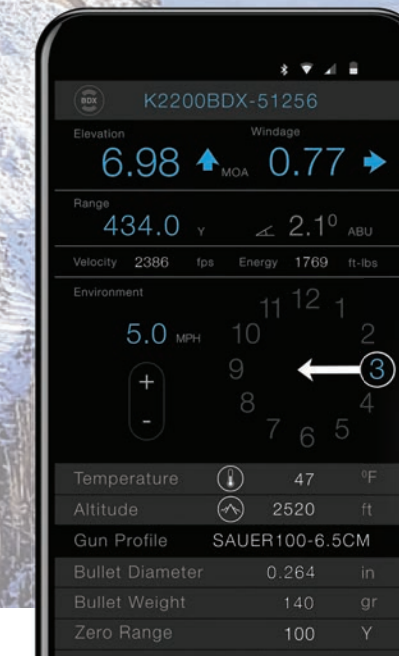 BDX K2200BDX-51256
Elevation Windage
6.98 MOA 0.77
Range
434.0 Y 2.1⁰ ABU
Velocity 2386 fps Energy 1769 ft-lbs
Environment
11 12 1
5.0 MPH 10 2
+ 9 3
- 8 4
7 6 5
Temperature 47 ⁰F
Altitude 2520 ft
Gun Profile SAUER100-6.5CM
Bullet Diameter 0.264 in
Bullet Weight 140 gr
Zero Range 100 Y